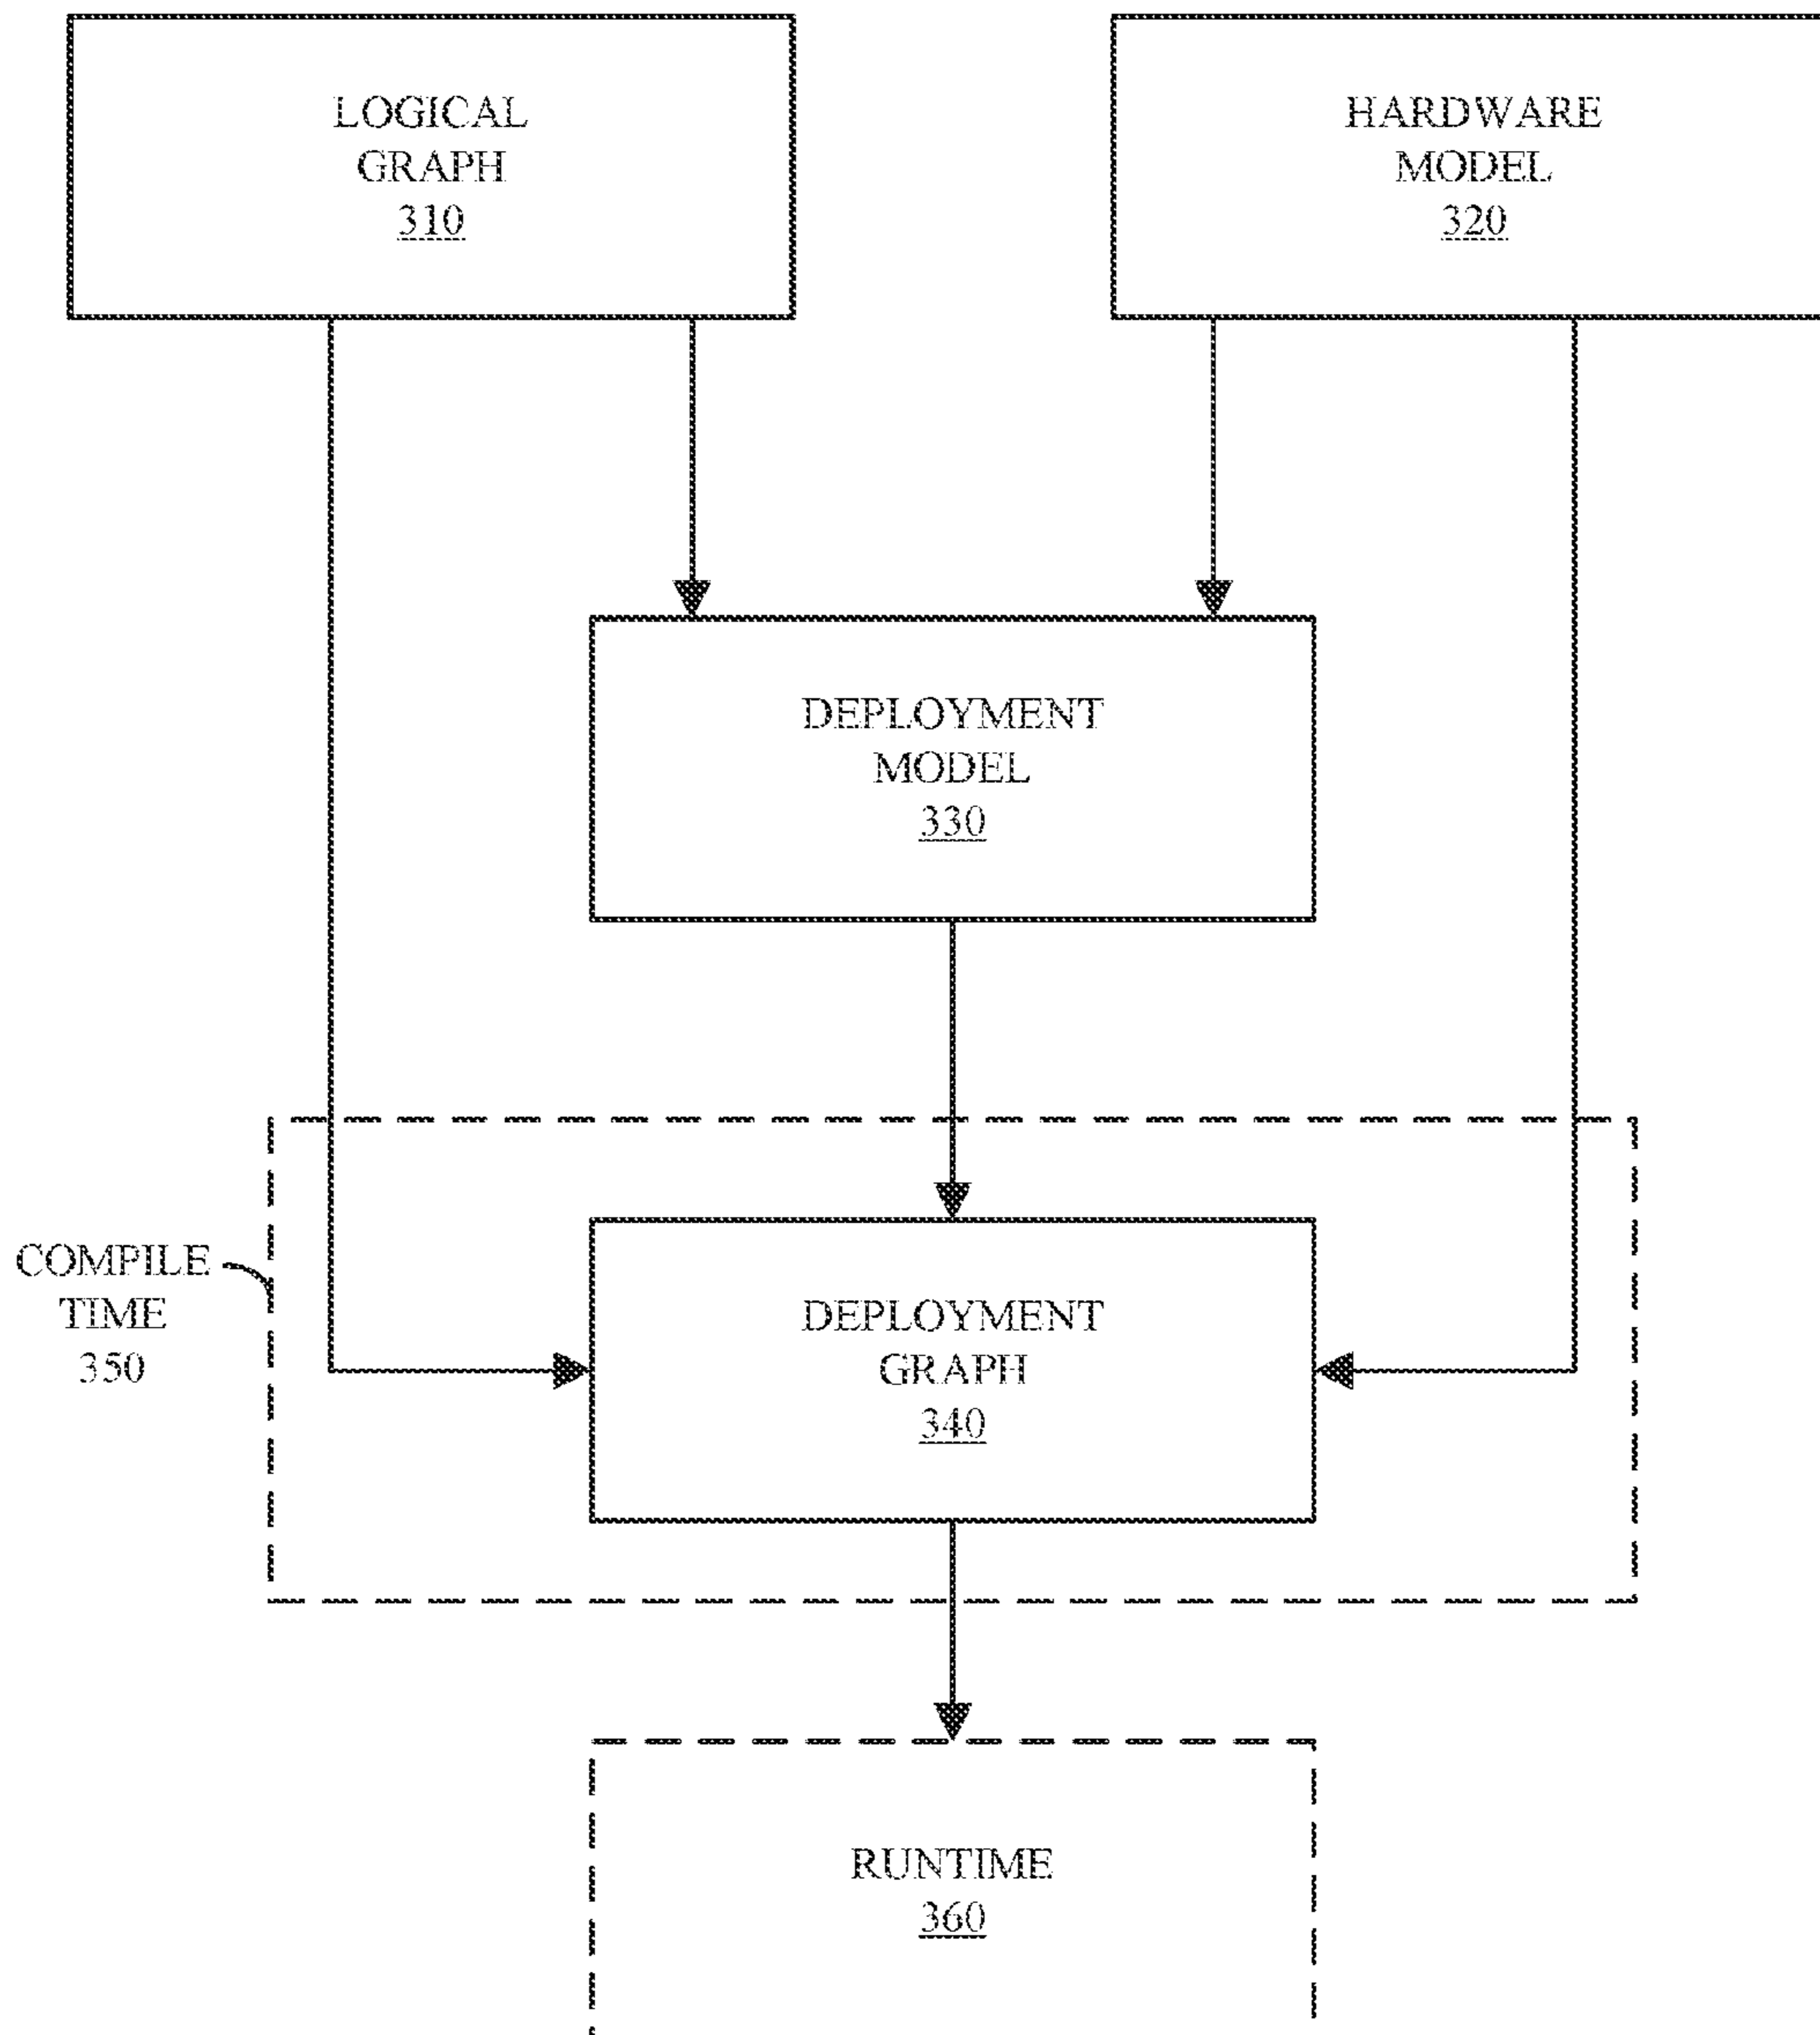 LOGICAL
GRAPH
310
HARDWARE
MODEL
320
DEPLOYMENT
MODEL
330
COMPILE
TIME
350
DEPLOYMENT
GRAPH
340
RUNTIME
360